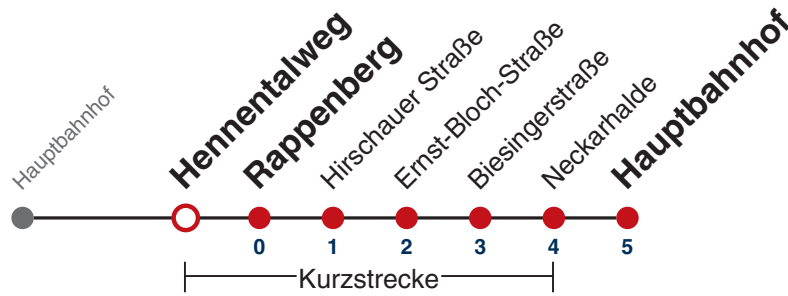 Hauptbahnhof
Hennentalweg
Rappenberg
Hirschauer Straße
Ernst-Bloch-Straße
Biesingerstraße
Neckarhalde
Hauptbahnhof
0 1 2 3 4 5
Kurzstrecke